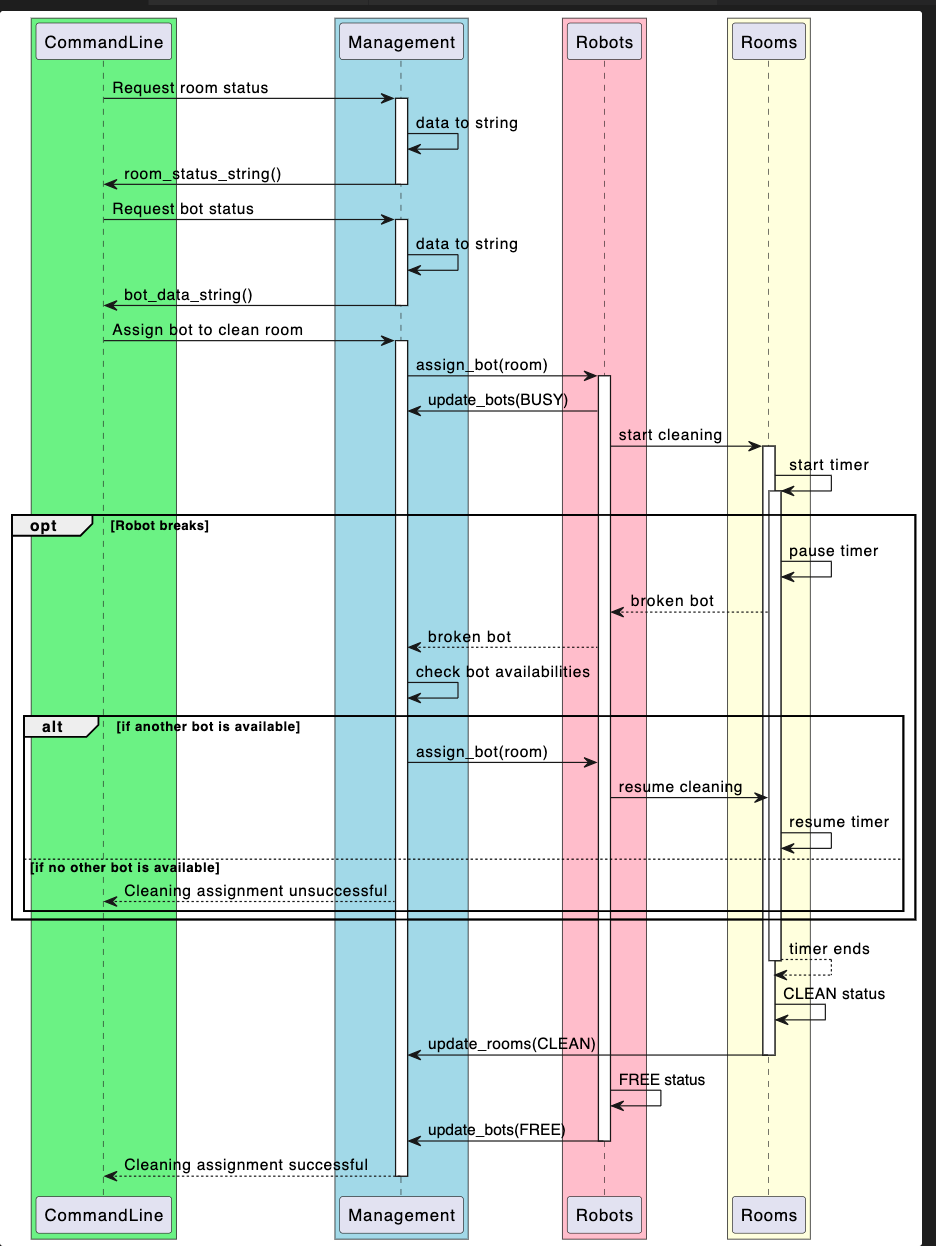 CommandLine Management Robots Rooms
Request room status
data to string
room_status_string()
Request bot status
data to string
bot_data_string()
Assign bot to clean room
assign_bot(room)
update_bots(BUSY)
start cleaning
start timer
opt [Robot breaks]
pause timer
broken bot
broken bot
check bot availabilities
alt [if another bot is available]
assign_bot(room)
resume cleaning
resume timer
[if no other bot is available]
Cleaning assignment unsuccessful
timer ends
CLEAN status
update_rooms(CLEAN)
FREE status
update_bots(FREE)
Cleaning assignment successful
CommandLine Management Robots Rooms